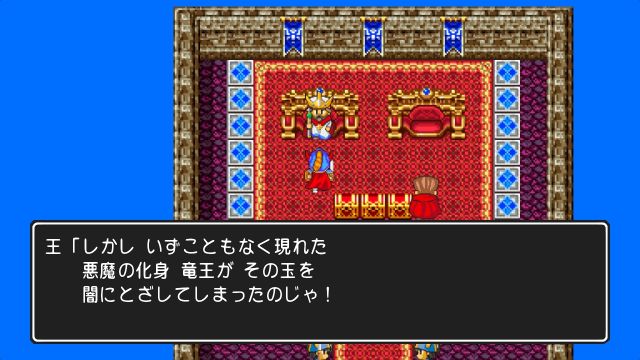 王「しかし いずこともなく現れた
悪魔の化身 竜王が その玉を
闇にとざしてしまったのじゃ！